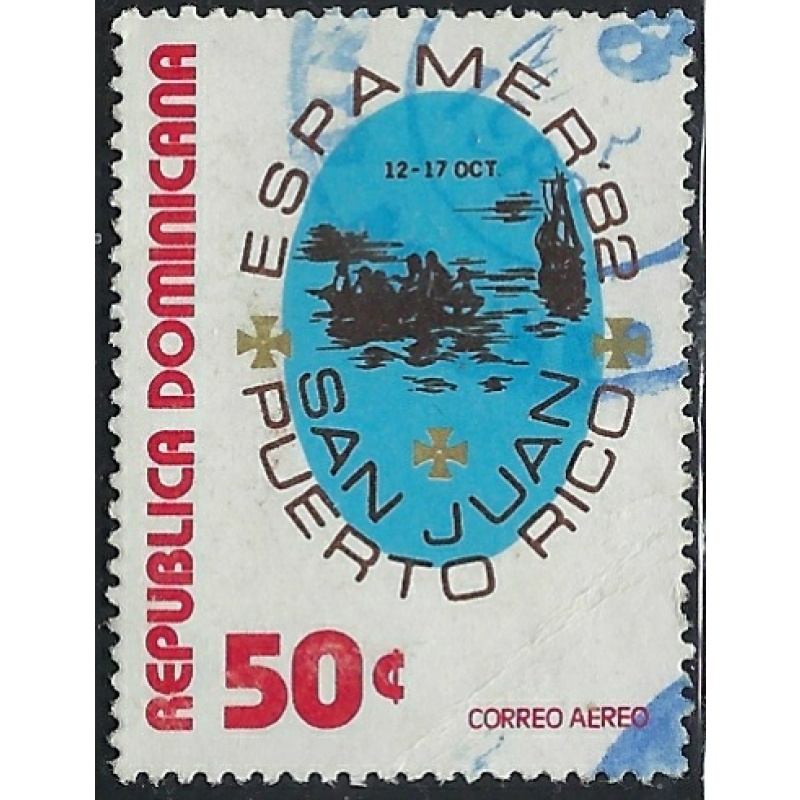 REPUBLICA DOMINICANA
ESPAMER·82
12-17 OCT.
SAN JUAN
PUERTO RICO
50¢
CORREO AEREO